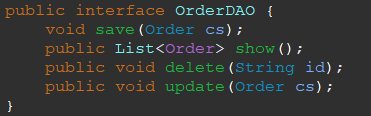 public interface OrderDAO {
    void save(Order cs);
    public List<Order> show();
    public void delete(String id);
    public void update(Order cs);
}